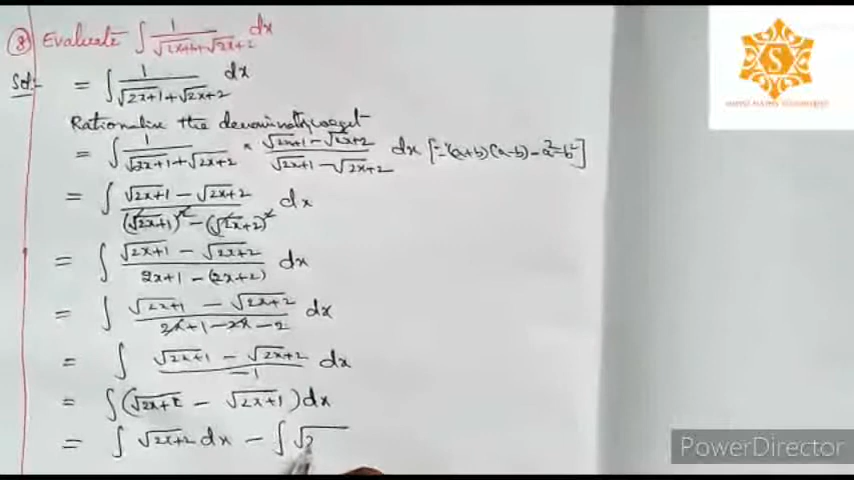 ⑧ Evaluate ∫ 1/(√2x+1+√2x+2) dx
Sol:- = ∫ 1/(√2x+1+√2x+2) dx
Rationalise the denominator, we get
= ∫ 1/(√2x+1+√2x+2) × (√2x+1-√2x+2)/(√2x+1-√2x+2) dx [∵ (a+b)(a-b)=a²-b²]
= ∫ (√2x+1 - √2x+2)/((√2x+1)²-(√2x+2)²) dx
= ∫ (√2x+1 - √2x+2)/(2x+1-(2x+2)) dx
= ∫ (√2x+1 - √2x+2)/(2x+1-2x-2) dx
= ∫ (√2x+1 - √2x+2)/-1 dx
= ∫(√2x+2 - √2x+1)dx
= ∫ √2x+2 dx - ∫ √2
S
PowerDirector